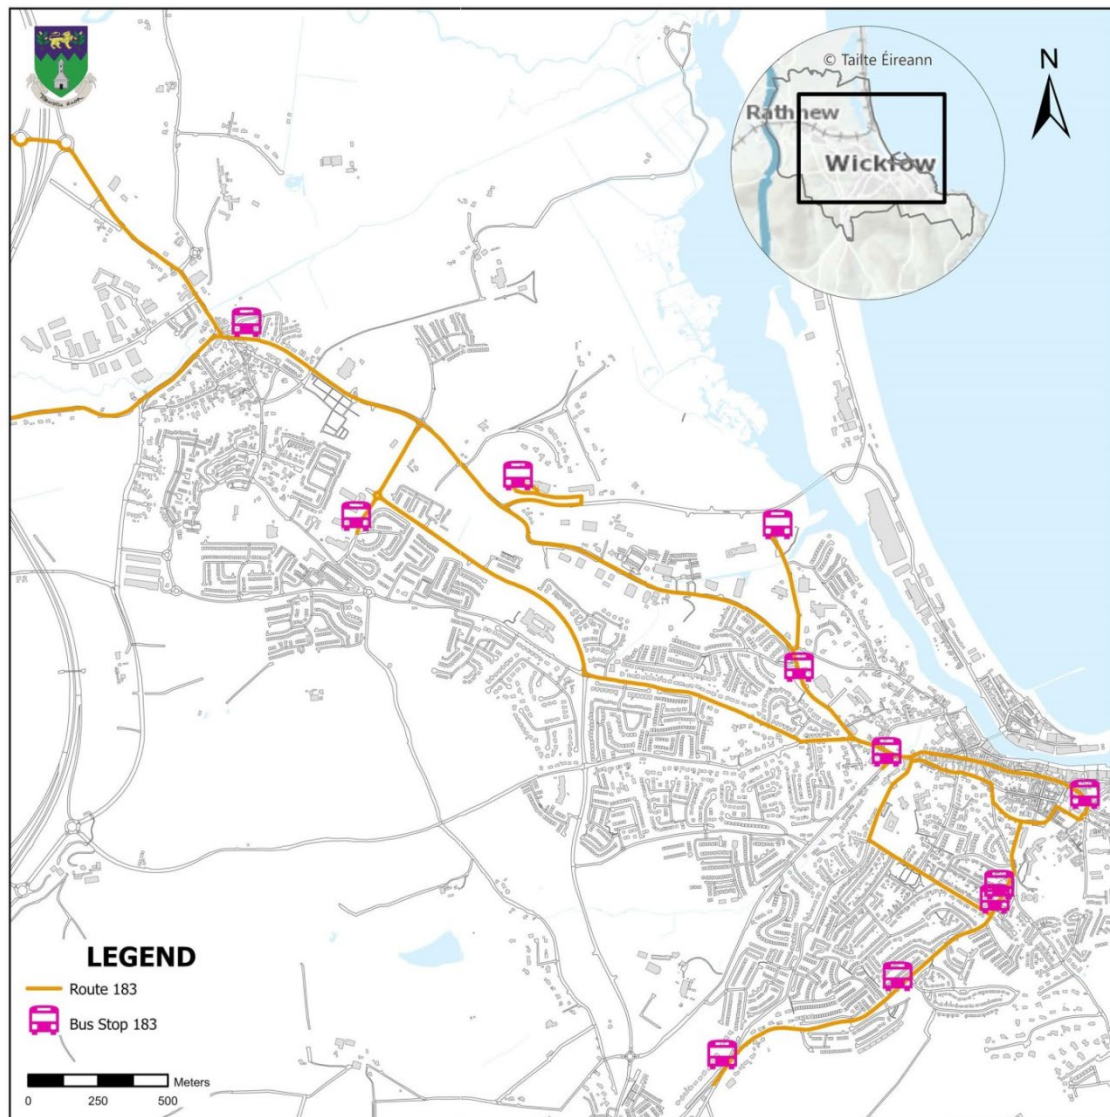 © Tailte Éireann
N
Rathnew
Wicklow
LEGEND
Route 183
Bus Stop 183
Meters
0 250 500